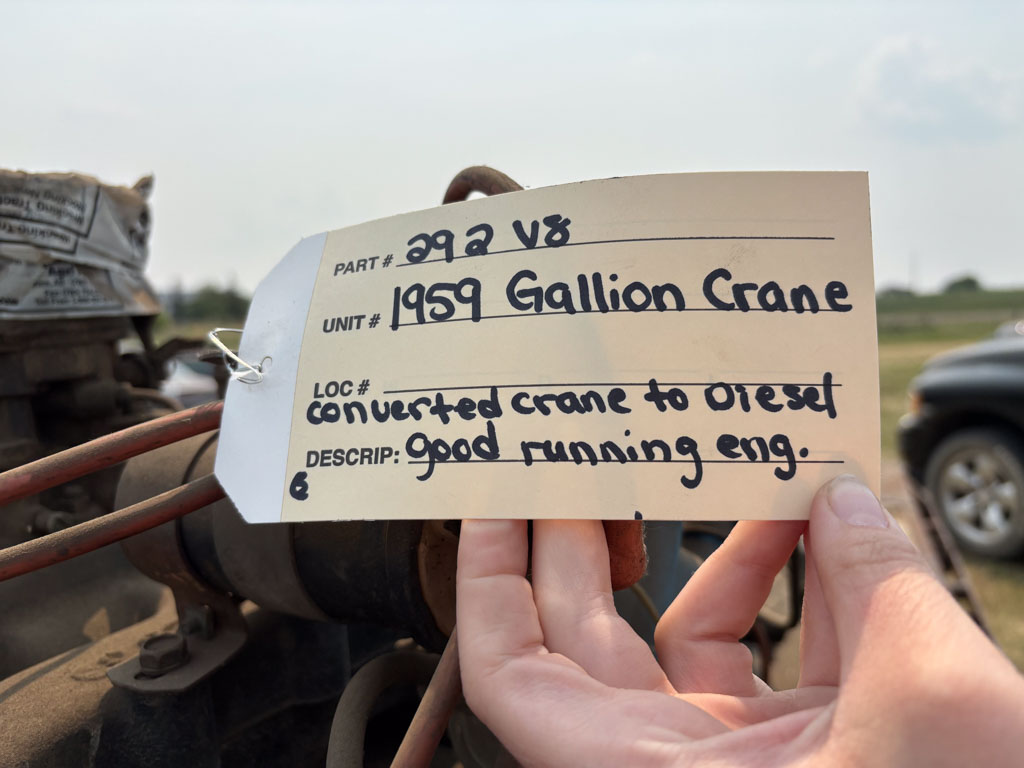 PART # 292 V8
UNIT # 1959 Gallion Crane
LOC #
converted crane to Diesel
DESCRIP: good running eng.